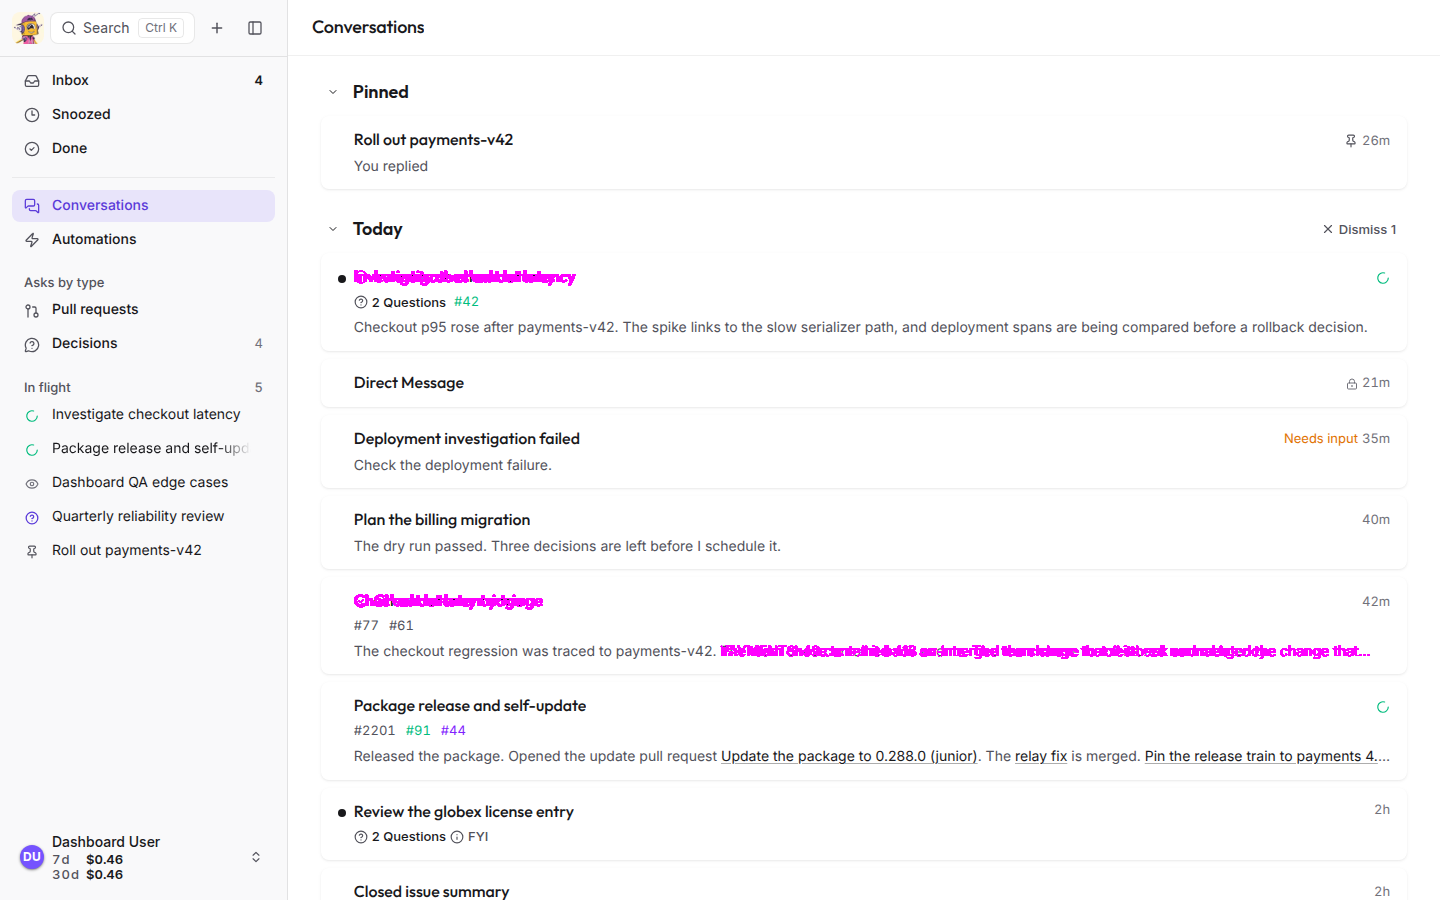 Search Ctrl K
Inbox 4
Snoozed
Done
Conversations
Automations
Asks by type
Pull requests
Decisions 4
In flight 5
Investigate checkout latency
Package release and self-upd
Dashboard QA edge cases
Quarterly reliability review
Roll out payments-v42
DU Dashboard User
7d $0.46
30d $0.46
Conversations
Pinned
Roll out payments-v42 26m
You replied
Today Dismiss 1
2 Questions #42
Checkout p95 rose after payments-v42. The spike links to the slow serializer path, and deployment spans are being compared before a rollback decision.
Direct Message 21m
Deployment investigation failed Needs input 35m
Check the deployment failure.
Plan the billing migration 40m
The dry run passed. Three decisions are left before I schedule it.
42m
#77 #61
The checkout regression was traced to payments-v42. change that...
Package release and self-update
#2201 #91 #44
Released the package. Opened the update pull request Update the package to 0.288.0 (junior). The relay fix is merged. Pin the release train to payments 4....
Review the globex license entry 2h
2 Questions FYI
Closed issue summary 2h